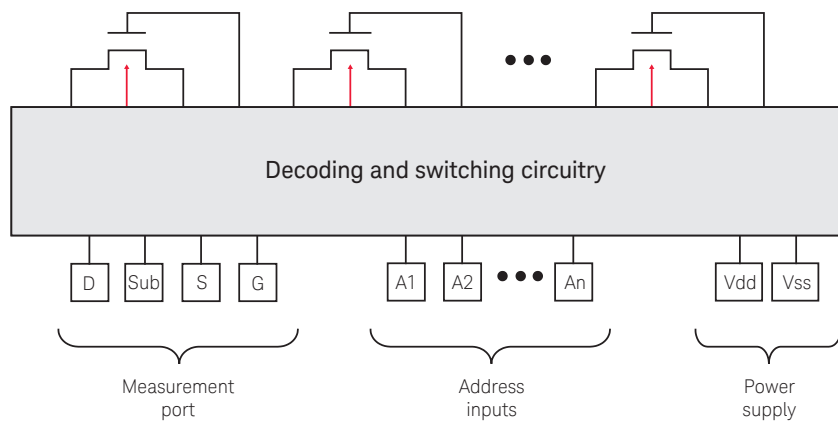 Decoding and switching circuitry
D Sub S G A1 A2 An Vdd Vss
Measurement port
Address inputs
Power supply